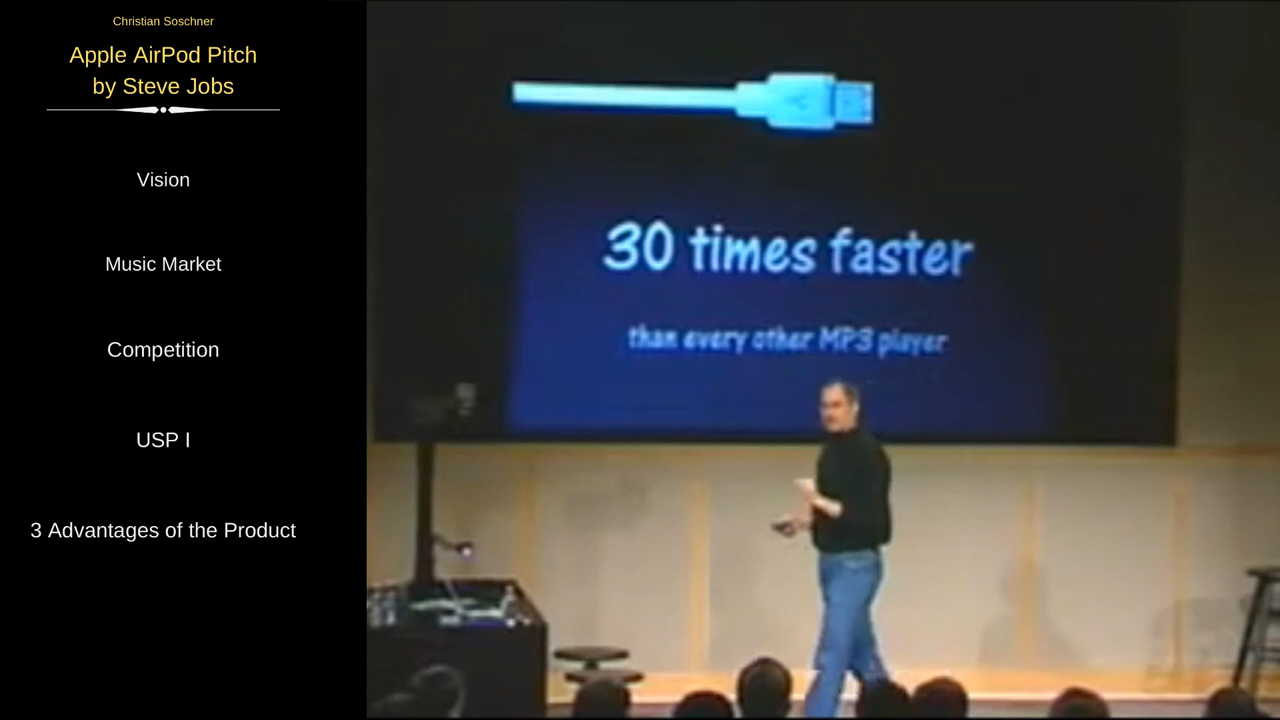 Christian Soschner
Apple AirPod Pitch
by Steve Jobs
Vision
Music Market
Competition
USP I
3 Advantages of the Product
30 times faster
than every other MP3 player